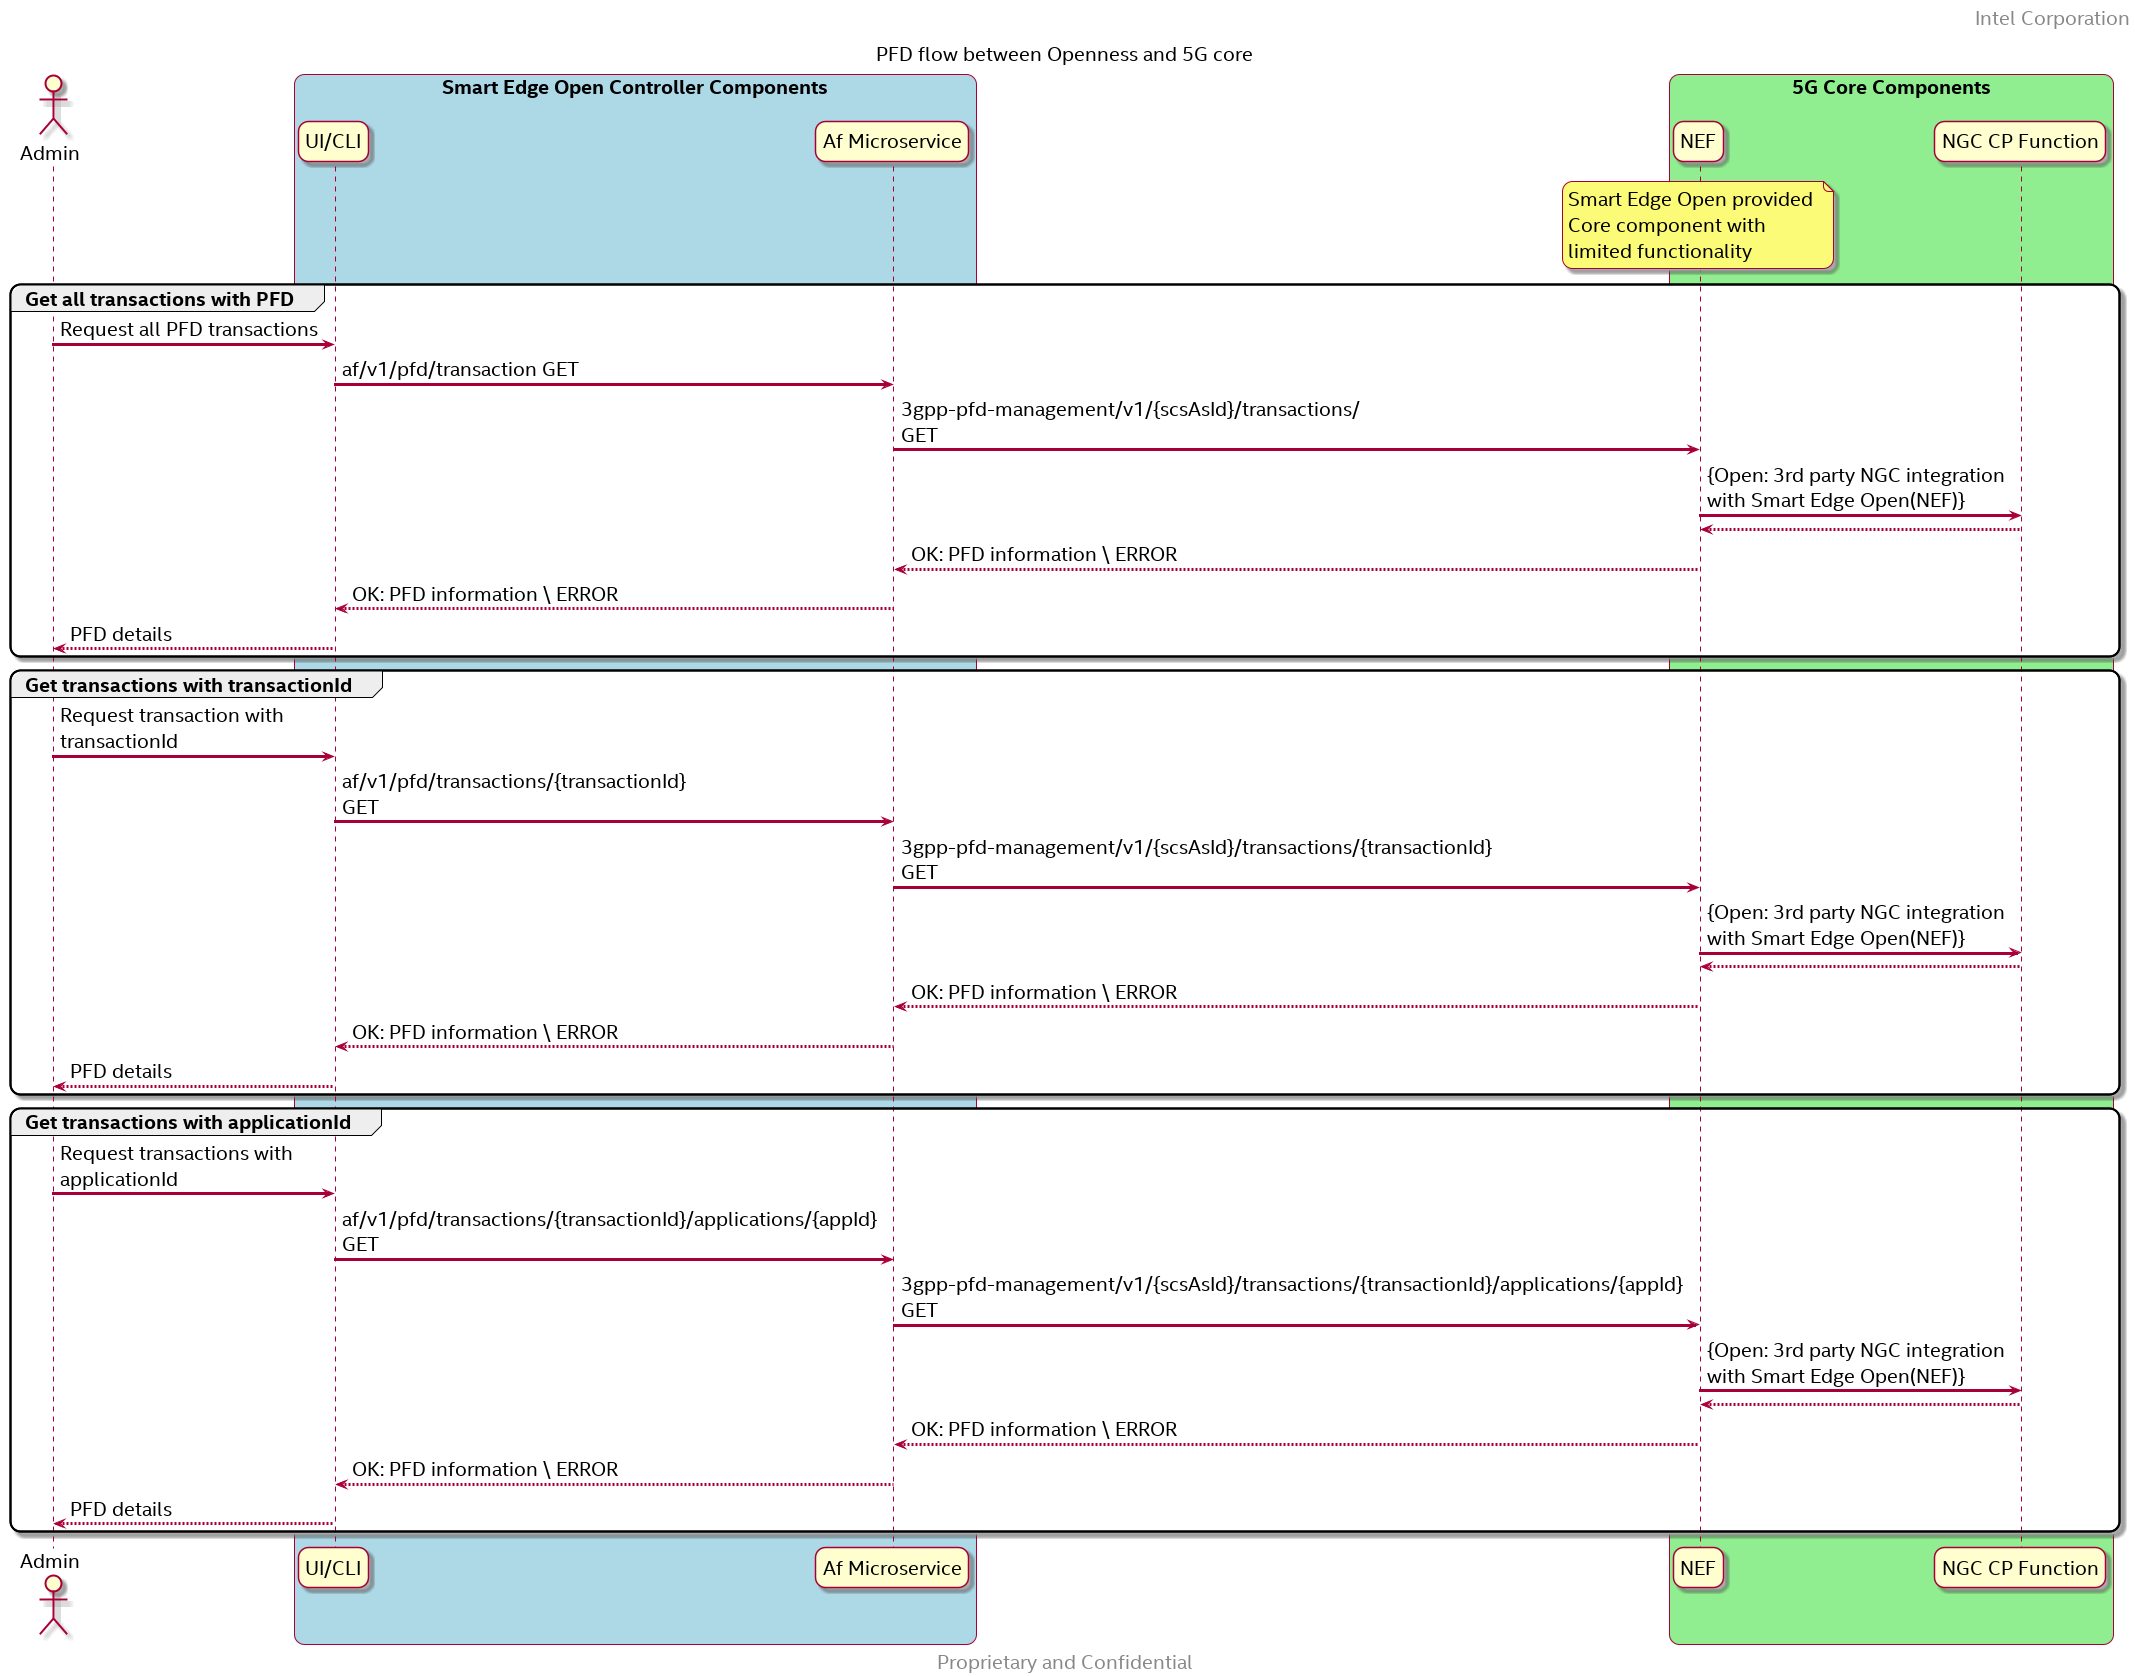 Intel Corporation
PFD flow between Openness and 5G core
Smart Edge Open Controller Components
5G Core Components
Admin
UI/CLI
Af Microservice
NEF
NGC CP Function
Smart Edge Open provided
Core component with
limited functionality
Get all transactions with PFD
Request all PFD transactions
af/v1/pfd/transaction GET
3gpp-pfd-management/v1/{scsAsId}/transactions/
GET
{Open: 3rd party NGC integration
with Smart Edge Open(NEF)}
OK: PFD information \ ERROR
OK: PFD information \ ERROR
PFD details
Get transactions with transactionId
Request transaction with
transactionId
af/v1/pfd/transactions/{transactionId}
GET
3gpp-pfd-management/v1/{scsAsId}/transactions/{transactionId}
GET
{Open: 3rd party NGC integration
with Smart Edge Open(NEF)}
OK: PFD information \ ERROR
OK: PFD information \ ERROR
PFD details
Get transactions with applicationId
Request transactions with
applicationId
af/v1/pfd/transactions/{transactionId}/applications/{appId}
GET
3gpp-pfd-management/v1/{scsAsId}/transactions/{transactionId}/applications/{appId}
GET
{Open: 3rd party NGC integration
with Smart Edge Open(NEF)}
OK: PFD information \ ERROR
OK: PFD information \ ERROR
PFD details
Admin
UI/CLI
Af Microservice
NEF
NGC CP Function
Proprietary and Confidential